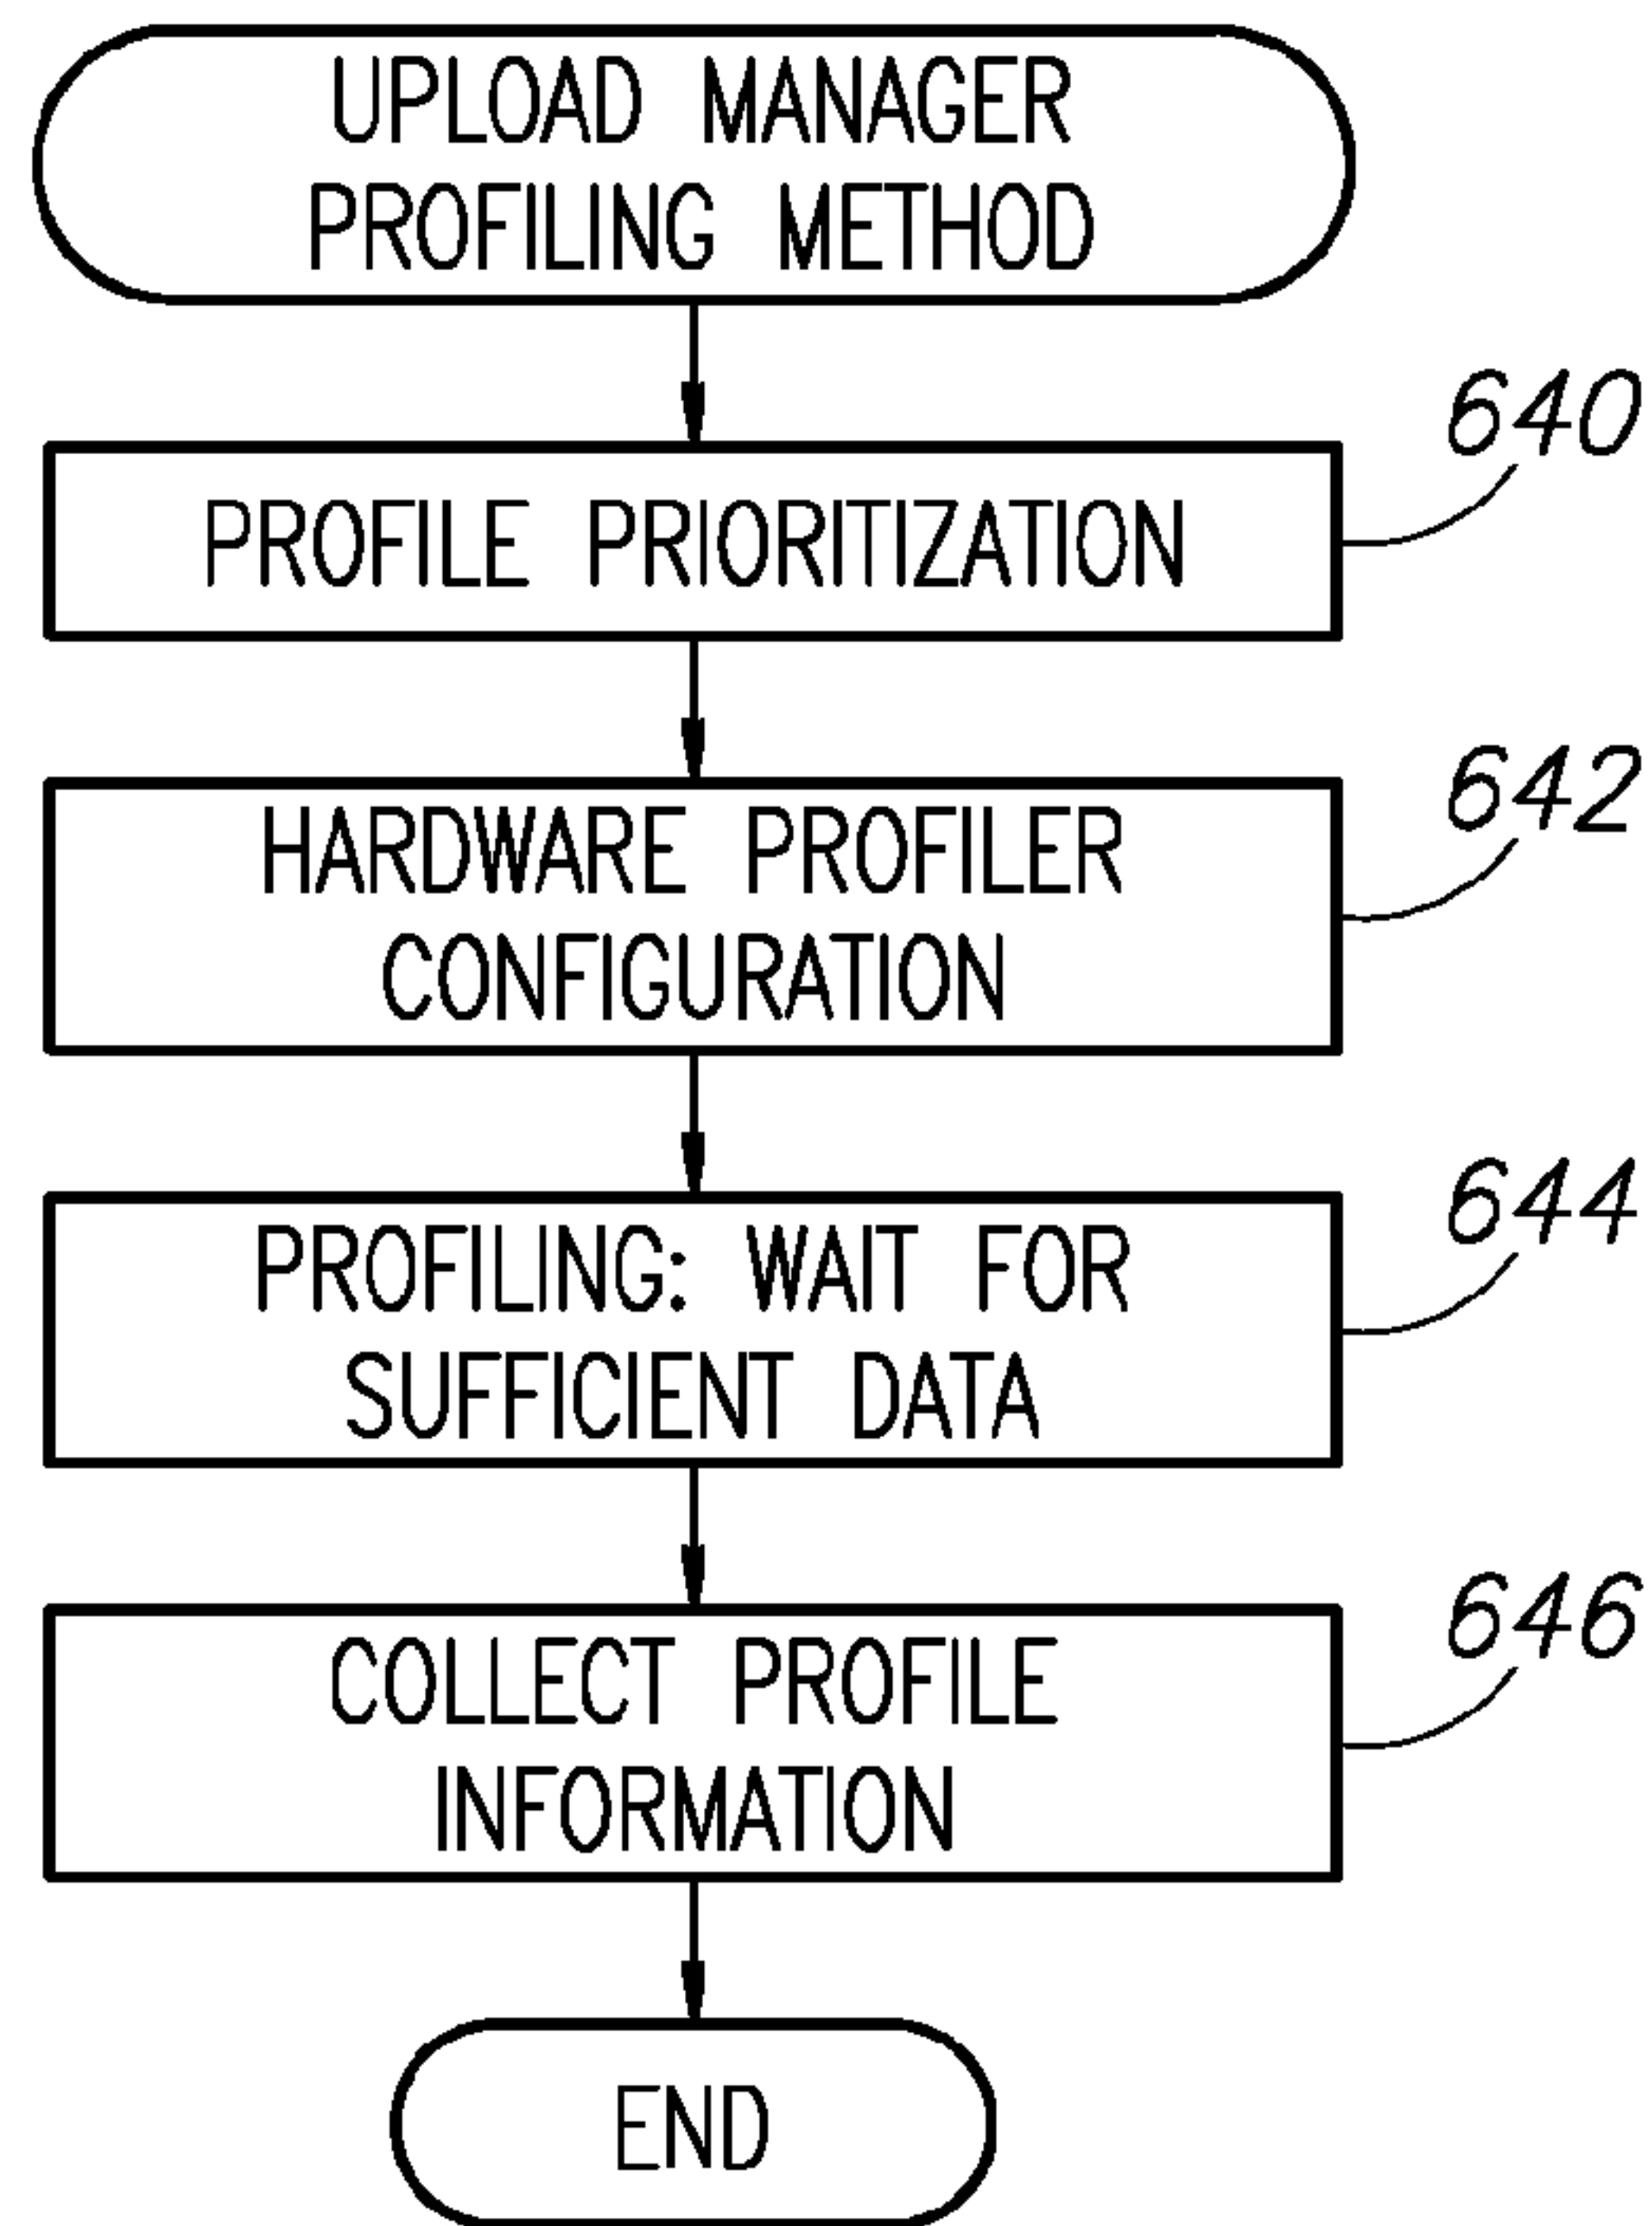 UPLOAD MANAGER
PROFILING METHOD
640
PROFILE PRIORITIZATION
642
HARDWARE PROFILER
CONFIGURATION
644
PROFILING: WAIT FOR
SUFFICIENT DATA
646
COLLECT PROFILE
INFORMATION
END